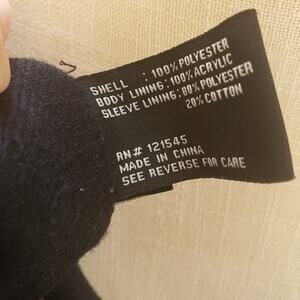 SHELL : 100% POLYESTER
BODY LINING: 100% ACRYLIC
SLEEVE LINING: 80% POLYESTER
20% COTTON
RN# 121545
MADE IN CHINA
SEE REVERSE FOR CARE